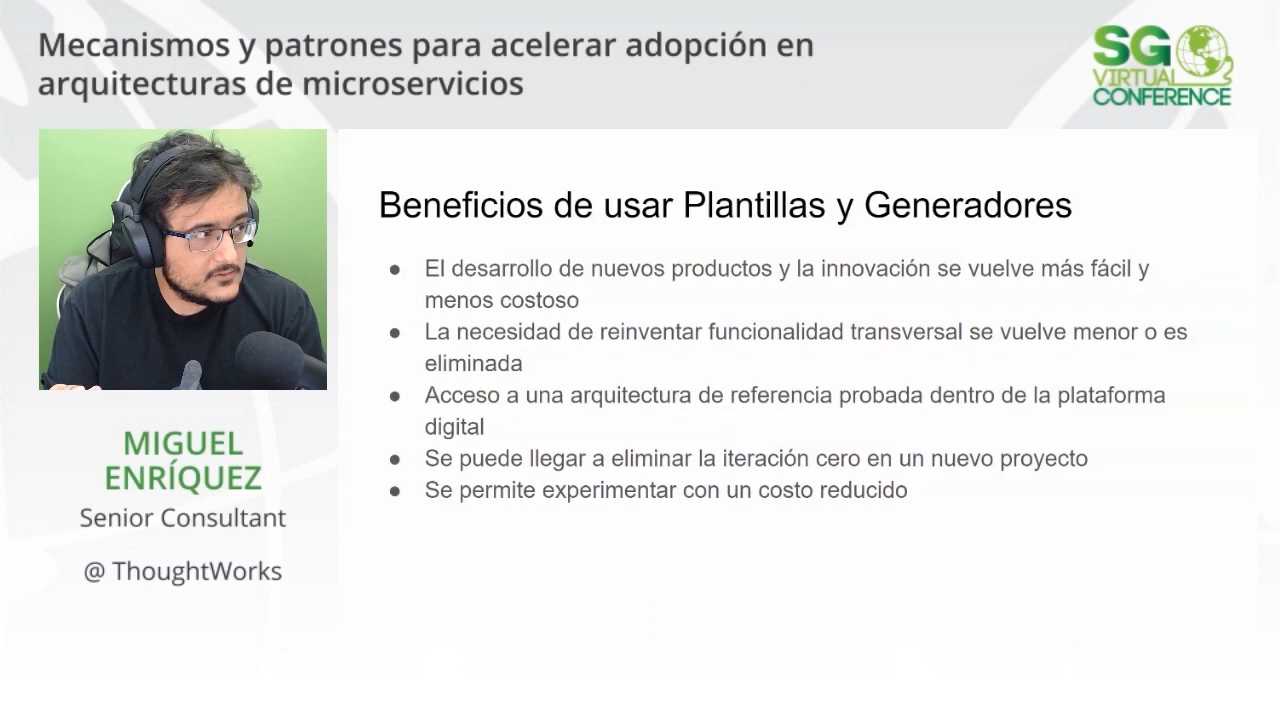 Mecanismos y patrones para acelerar adopción en
arquitecturas de microservicios
SG
VIRTUAL
CONFERENCE
MIGUEL
ENRÍQUEZ
Senior Consultant
@ ThoughtWorks
Beneficios de usar Plantillas y Generadores
● El desarrollo de nuevos productos y la innovación se vuelve más fácil y
menos costoso
● La necesidad de reinventar funcionalidad transversal se vuelve menor o es
eliminada
● Acceso a una arquitectura de referencia probada dentro de la plataforma
digital
● Se puede llegar a eliminar la iteración cero en un nuevo proyecto
● Se permite experimentar con un costo reducido